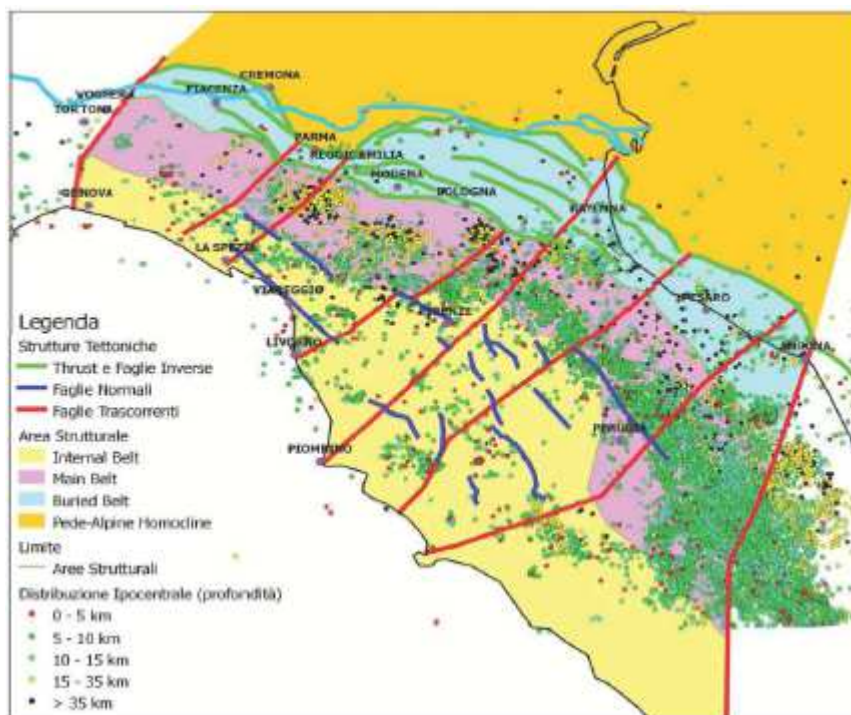 CREMONA
PIACENZA
VOGHERA
TORTONA
PARMA
REGGIO EMILIA
MODENA
GENOVA
BOLOGNA
RAVENNA
LA SPEZIA
VIAREGGIO
FIRENZE
PESARO
LIVORNO
ANCONA
PERUGIA
PIOMBINO
Legenda
Strutture Tettoniche
Thrust e Faglie Inverse
Faglie Normali
Faglie Trascorrenti
Area Strutturale
Internal Belt
Main Belt
Buried Belt
Pede-Alpine Homocline
Limite
Aree Strutturali
Distribuzione Ipocentrale (profondità)
0 - 5 km
5 - 10 km
10 - 15 km
15 - 35 km
> 35 km